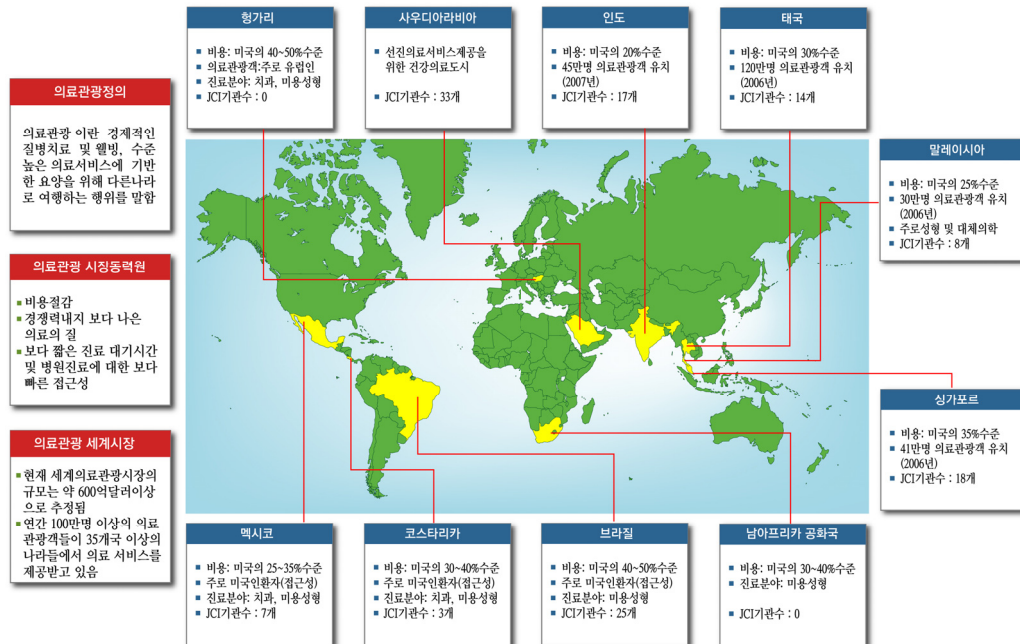 헝가리
■ 비용: 미국의 40~50%수준
■ 의료관광객:주로 유럽인
■ 진료분야: 치과, 미용성형
■ JCI기관수 : 0
사우디아라비아
■ 선진의료서비스제공을
위한 건강의료도시
■ JCI기관수 : 33개
인도
■ 비용: 미국의 20%수준
■ 45만명 의료관광객 유치
(2007년)
■ JCI기관수 : 17개
태국
■ 비용: 미국의 30%수준
■ 120만명 의료관광객 유치
(2006년)
■ JCI기관수 : 14개
의료관광정의
의료관광 이란 경제적인
질병치료 및 웰빙, 수준
높은 의료서비스에 기반
한 요양을 위해 다른나라
로 여행하는 행위를 말함
말레이시아
■ 비용: 미국의 25%수준
■ 30만명 의료관광객 유치
(2006년)
■ 주로성형 및 대체의학
■ JCI기관수 : 8개
의료관광 시장동력원
■ 비용절감
■ 경쟁력내지 보다 나은
의료의 질
■ 보다 짧은 진료 대기시간
및 병원진료에 대한 보다
빠른 접근성
싱가포르
■ 비용: 미국의 35%수준
■ 41만명 의료관광객 유치
(2006년)
■ JCI기관수 : 18개
의료관광 세계시장
■ 현재 세계의료관광시장의
규모는 약 600억달러이상
으로 추정됨
■ 연간 100만명 이상의 의료
관광객들이 35개국 이상의
나라들에서 의료 서비스를
제공받고 있음
멕시코
■ 비용: 미국의 25~35%수준
■ 주로 미국인환자(접근성)
■ 진료분야: 치과, 미용성형
■ JCI기관수 : 7개
코스타리카
■ 비용: 미국의 30~40%수준
■ 주로 미국인환자(접근성)
■ 진료분야: 치과, 미용성형
■ JCI기관수 : 3개
브라질
■ 비용: 미국의 40~50%수준
■ 주로 미국인환자(접근성)
■ 진료분야: 미용성형
■ JCI기관수 : 25개
남아프리카 공화국
■ 비용: 미국의 30~40%수준
■ 진료분야: 미용성형
■ JCI기관수 : 0